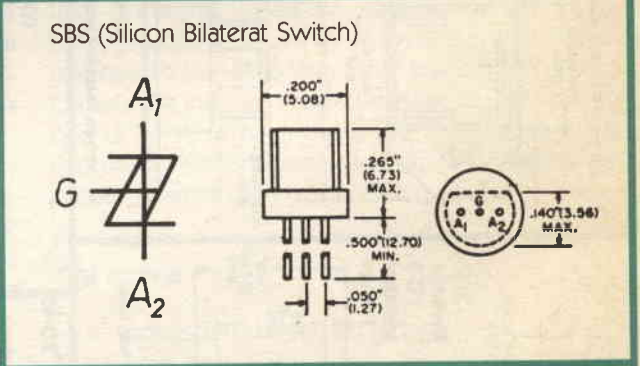 SBS (Silicon Bilaterat Switch)
A1
G
A2
.200"
(5.08)
.265"
(6.73)
MAX.
.500"(12.70)
MIN.
.050"
(1.27)
G
A1 A2
.140"(3.56)
MAX.